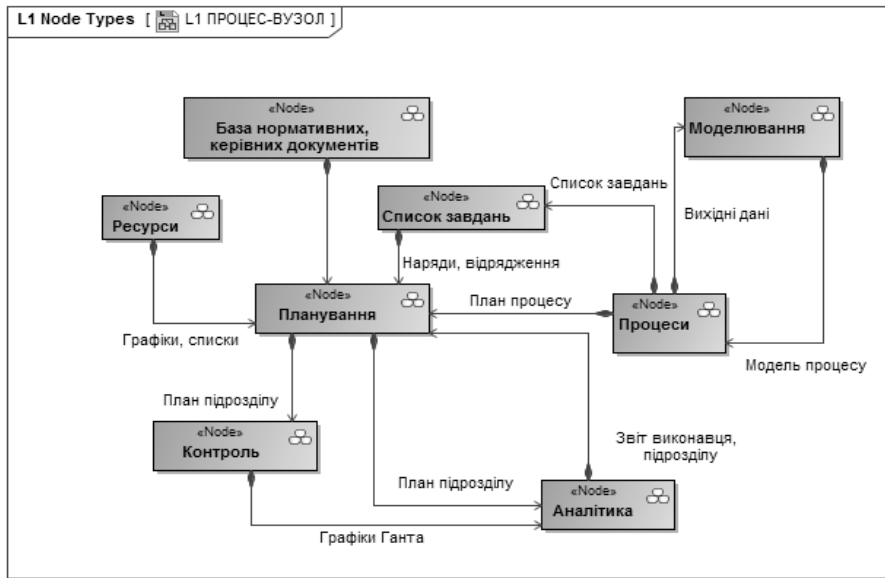 L1 Node Types [ L1 ПРОЦЕС-ВУЗОЛ ]
«Node»
База нормативних,
керівних документів
«Node»
Моделювання
«Node»
Ресурси
«Node»
Список завдань
Список завдань
Вихідні дані
Наряди, відрядження
«Node»
Планування
План процесу
«Node»
Процеси
Графіки, списки
Модель процесу
План підрозділу
«Node»
Контроль
Звіт виконавця,
підрозділу
План підрозділу
«Node»
Аналітика
Графіки Ганта